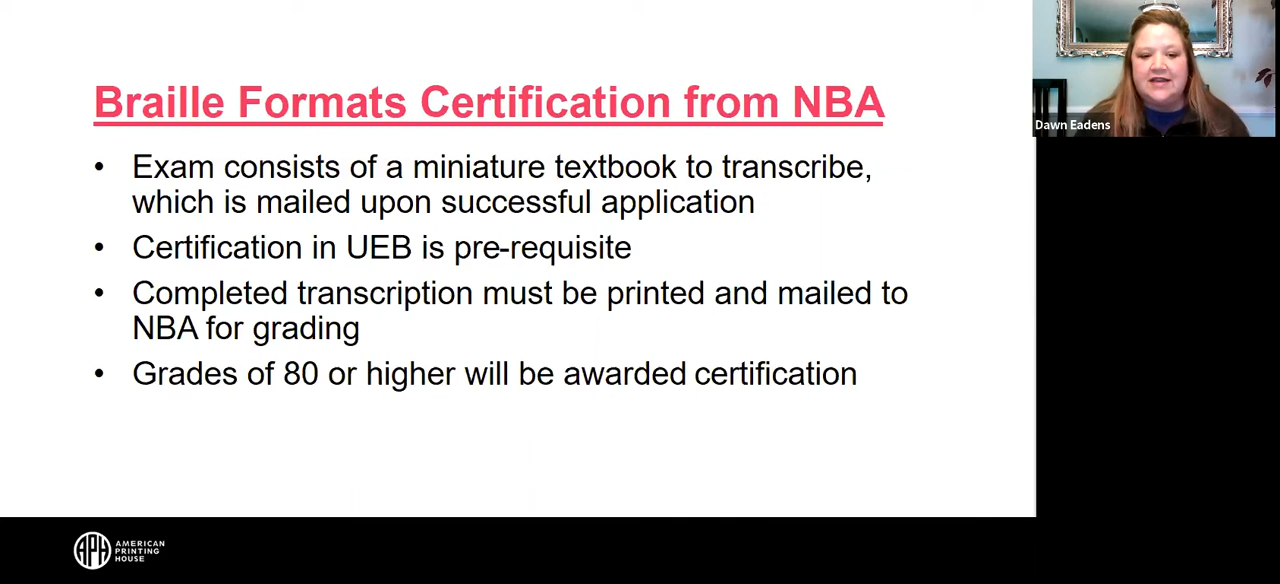 Braille Formats Certification from NBA
• Exam consists of a miniature textbook to transcribe,
which is mailed upon successful application
• Certification in UEB is pre-requisite
• Completed transcription must be printed and mailed to
NBA for grading
• Grades of 80 or higher will be awarded certification
Dawn Eadens
APH
AMERICAN
PRINTING
HOUSE